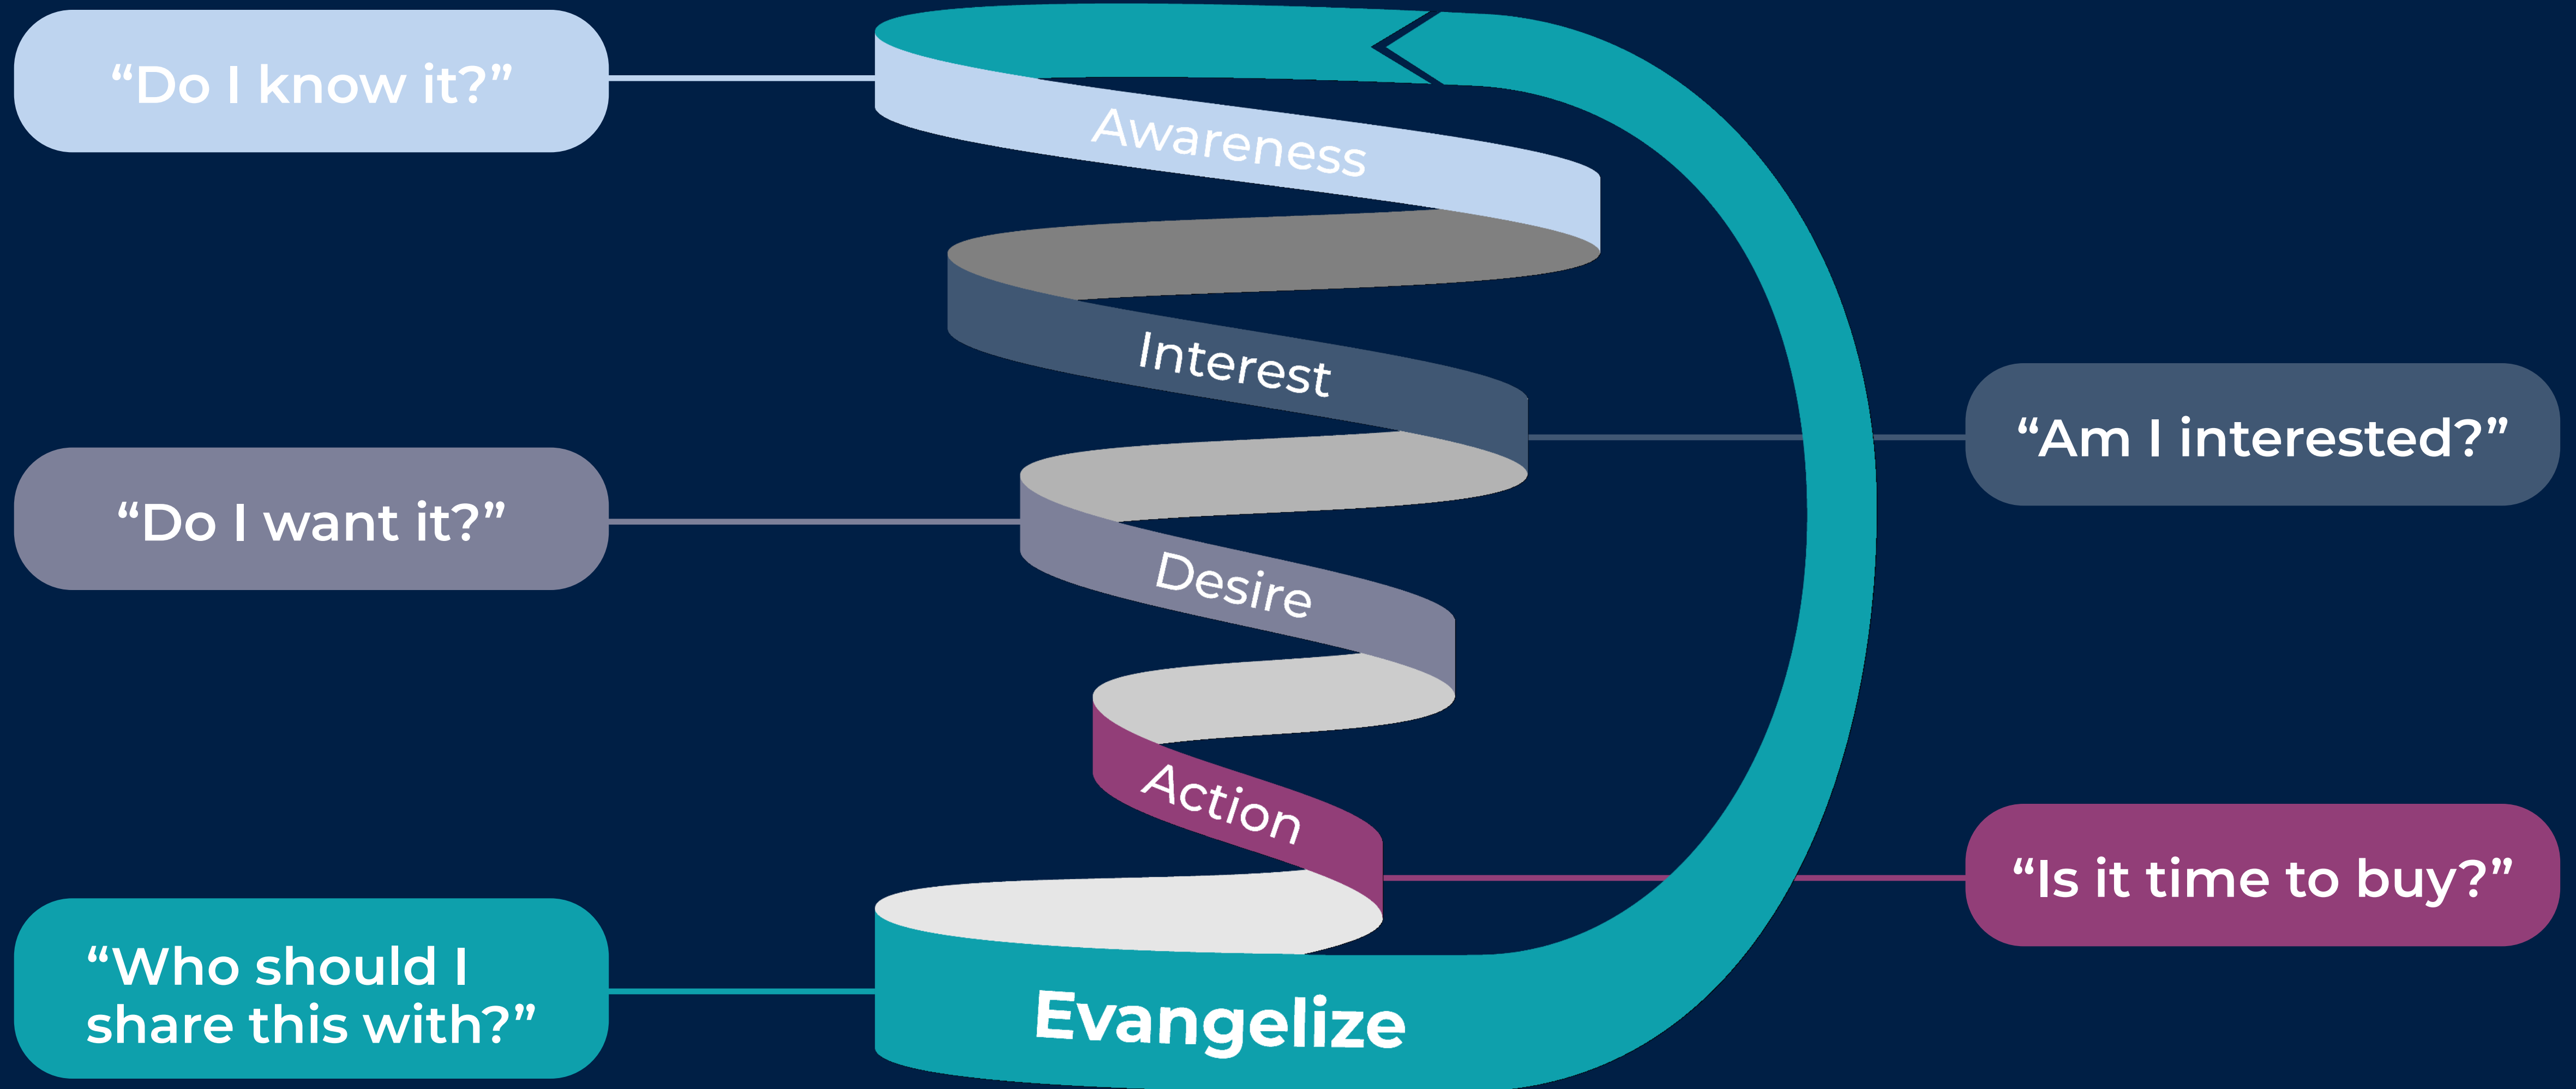 “Do I know it?”
Awareness
Interest
“Am I interested?”
“Do I want it?”
Desire
Action
“Is it time to buy?”
“Who should I
share this with?”
Evangelize